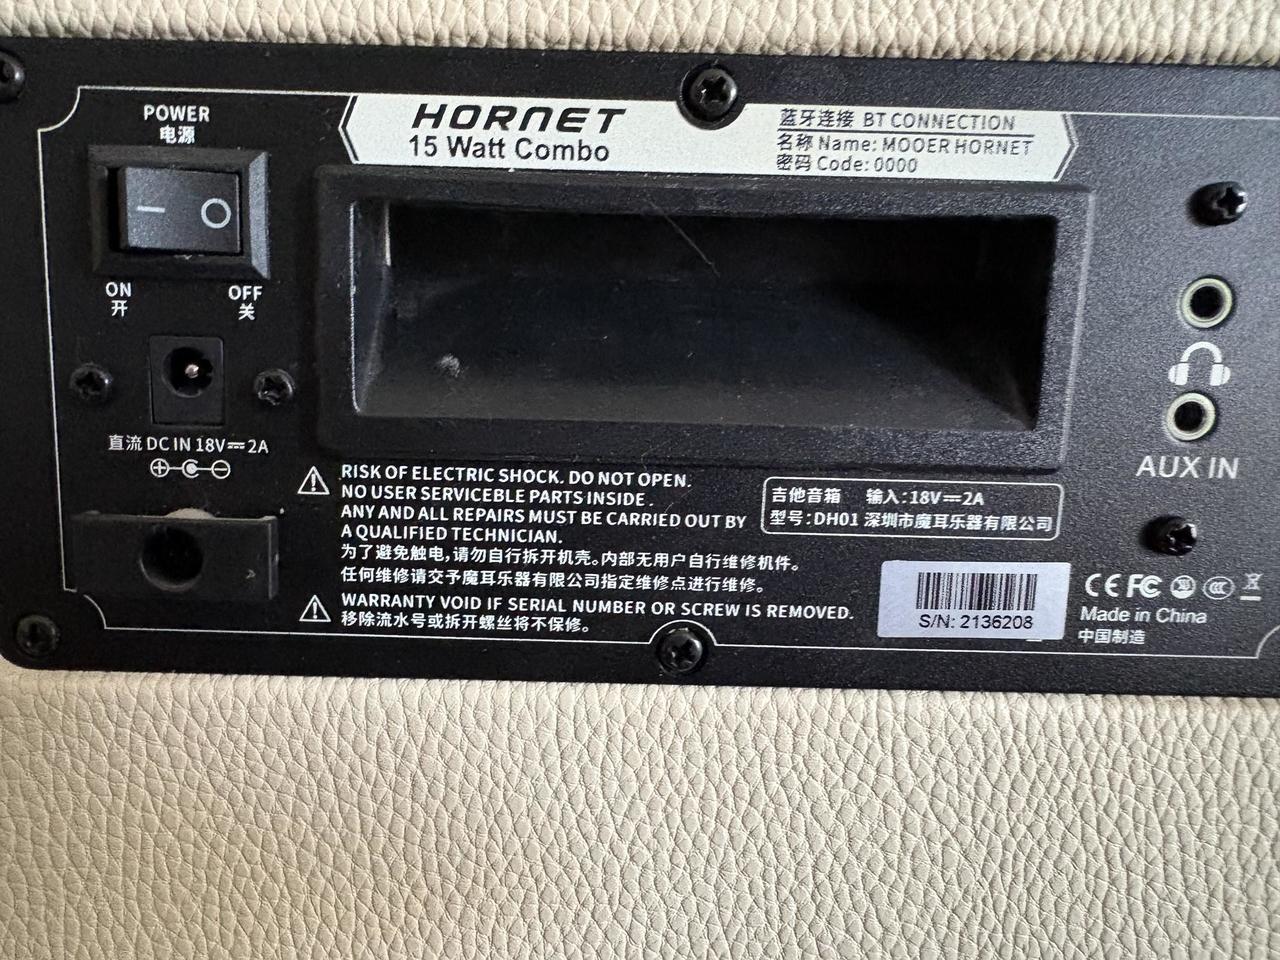 POWER
电源
ON
开
OFF
关
直流 DC IN 18V⎓2A
HORNET
15 Watt Combo
蓝牙连接 BT CONNECTION
名称 Name: MOOER HORNET
密码 Code: 0000
AUX IN
RISK OF ELECTRIC SHOCK. DO NOT OPEN.
NO USER SERVICEBLE PARTS INSIDE .
ANY AND ALL REPAIRS MUST BE CARRIED OUT BY
A QUALIFIED TECHNICIAN.
为了避免触电,请勿自行拆开机壳。内部无用户自行维修机件。
任何维修请交予魔耳乐器有限公司指定维修点进行维修。
WARRANTY VOID IF SERIAL NUMBER OR SCREW IS REMOVED.
移除流水号或拆开螺丝将不保修。
吉他音箱 输入:18V⎓2A
型号:DH01 深圳市魔耳乐器有限公司
S/N: 2136208
CE FC CCC
Made in China
中国制造